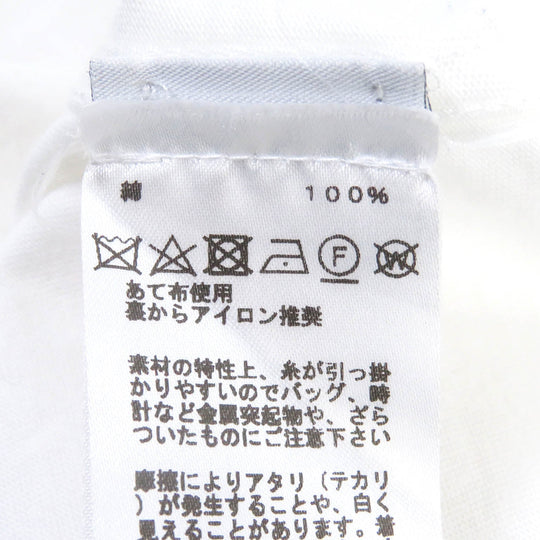 綿 100%
F W
あて布使用
裏からアイロン推奨
素材の特性上、糸が引っ掛
かりやすいのでバッグ、時
計など金属突起物や、ざら
ついたものにご注意下さい
摩擦によりアタリ（テカリ
）が発生することや、白く
見えることがあります。着